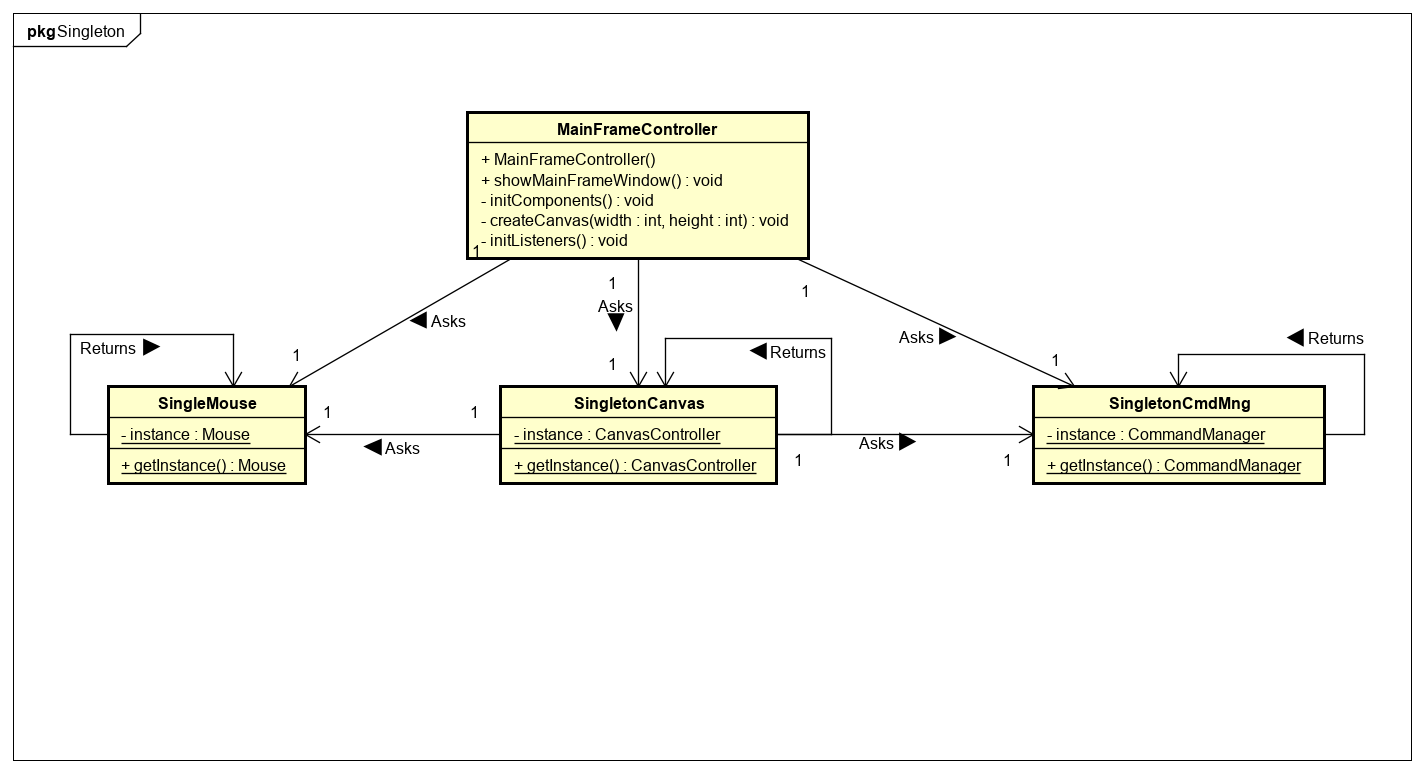 pkg Singleton
MainFrameController
+ MainFrameController()
+ showMainFrameWindow() : void
- initComponents() : void
- createCanvas(width : int, height : int) : void
- initListeners() : void
1
1
1
Asks
Asks
Asks
Returns
Returns
Returns
1
1
1
SingleMouse
- instance : Mouse
+ getInstance() : Mouse
1
1
Asks
SingletonCanvas
- instance : CanvasController
+ getInstance() : CanvasController
Asks
1
1
SingletonCmdMng
- instance : CommandManager
+ getInstance() : CommandManager